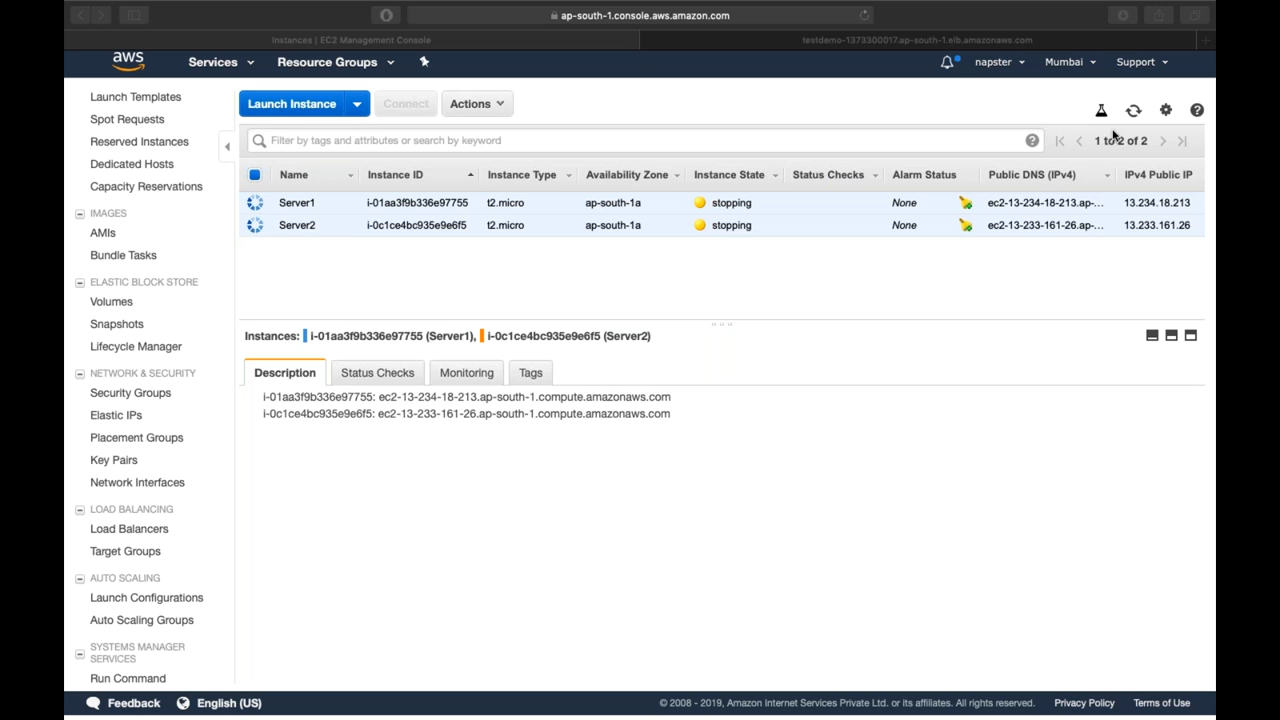 ap-south-1.console.aws.amazon.com
Instances | EC2 Management Console
testdemo-1373300017.ap-south-1.elb.amazonaws.com
aws
Services
Resource Groups
napster
Mumbai
Support
Launch Templates
Spot Requests
Reserved Instances
Dedicated Hosts
Capacity Reservations
IMAGES
AMIs
Bundle Tasks
ELASTIC BLOCK STORE
Volumes
Snapshots
Lifecycle Manager
NETWORK & SECURITY
Security Groups
Elastic IPs
Placement Groups
Key Pairs
Network Interfaces
LOAD BALANCING
Load Balancers
Target Groups
AUTO SCALING
Launch Configurations
Auto Scaling Groups
SYSTEMS MANAGER
SERVICES
Run Command
Launch Instance
Connect
Actions
Filter by tags and attributes or search by keyword
1 to 2 of 2
Name Instance ID Instance Type Availability Zone Instance State Status Checks Alarm Status Public DNS (IPv4) IPv4 Public IP
Server1 i-01aa3f9b336e97755 t2.micro ap-south-1a stopping None ec2-13-234-18-213.ap-... 13.234.18.213
Server2 i-0c1ce4bc935e9e6f5 t2.micro ap-south-1a stopping None ec2-13-233-161-26.ap-... 13.233.161.26
Instances: i-01aa3f9b336e97755 (Server1), i-0c1ce4bc935e9e6f5 (Server2)
Description Status Checks Monitoring Tags
i-01aa3f9b336e97755: ec2-13-234-18-213.ap-south-1.compute.amazonaws.com
i-0c1ce4bc935e9e6f5: ec2-13-233-161-26.ap-south-1.compute.amazonaws.com
Feedback English (US) © 2008 - 2019, Amazon Internet Services Private Ltd. or its affiliates. All rights reserved. Privacy Policy Terms of Use